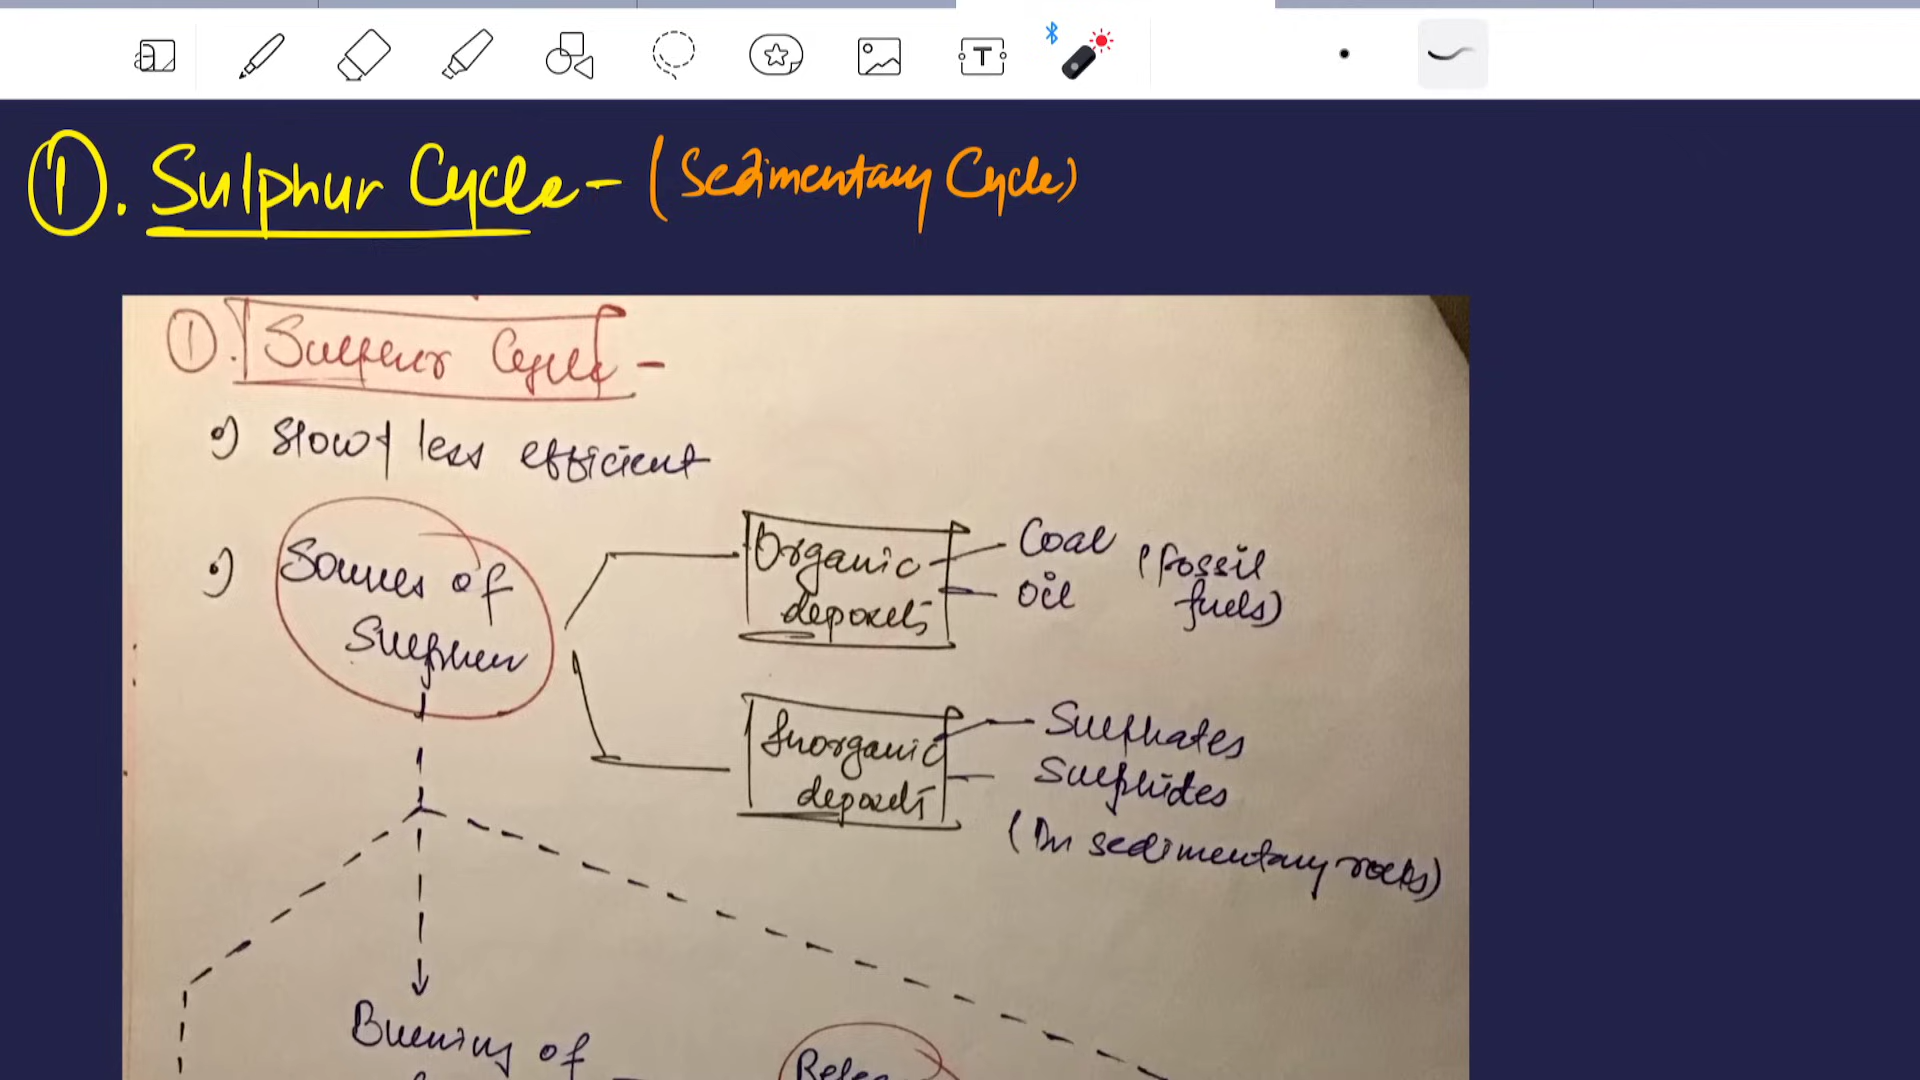 ①. Sulphur Cycle - (Sedimentary Cycle)
①. Sulphur Cycle -
Slow & less efficient
Sources of
Sulphur
Organic
deposits
Coal
Oil
(fossil
fuels)
Inorganic
deposits
Sulphates
Sulphides
(In sedimentary rocks)
Burning of